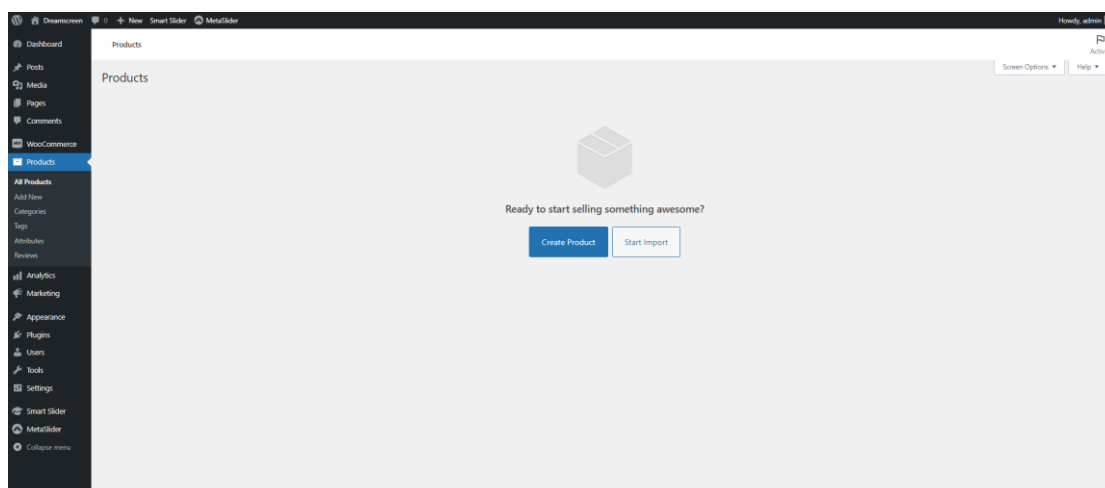 Dreamscreen 0 + New Smart Slider MetaSlider Howdy, admin
Dashboard
Products
Activ
Posts
Screen Options ▼ Help ▼
Products
Media
Pages
Comments
WooCommerce
Products
All Products
Add New
Categories
Tags
Attributes
Reviews
Ready to start selling something awesome?
Create Product Start Import
Analytics
Marketing
Appearance
Plugins
Users
Tools
Settings
Smart Slider
MetaSlider
Collapse menu